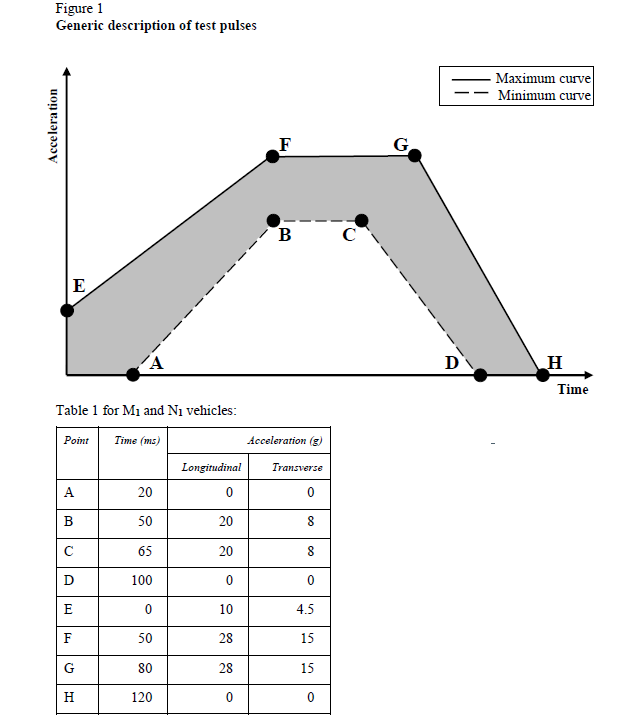 Figure 1
Generic description of test pulses
Maximum curve
Minimum curve
Acceleration
F
G
B
C
E
A
D
H
Time
Table 1 for M1 and N1 vehicles:
Point Time (ms) Acceleration (g)
Longitudinal Transverse
A 20 0 0
B 50 20 8
C 65 20 8
D 100 0 0
E 0 10 4.5
F 50 28 15
G 80 28 15
H 120 0 0